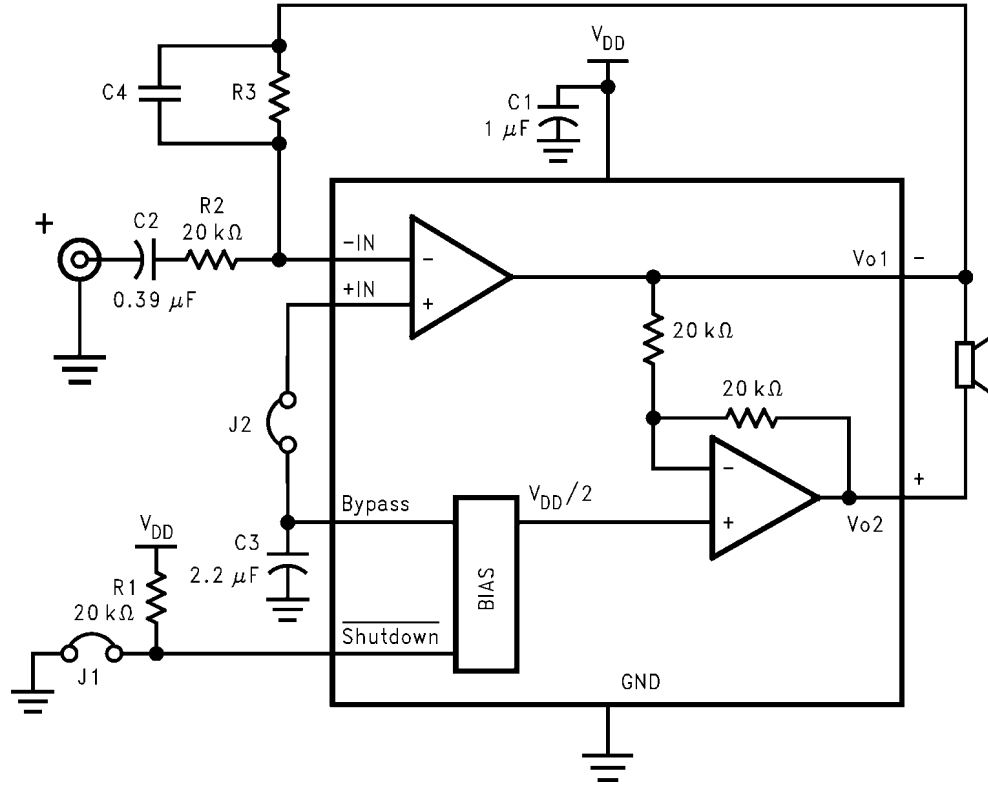 V_DD
C4
R3
C1
1 μF
+
C2
R2
20 kΩ
0.39 μF
-IN
+IN
-
+
Vo1
-
20 kΩ
20 kΩ
J2
Bypass
V_DD/2
-
+
+
Vo2
C3
2.2 μF
BIAS
V_DD
R1
20 kΩ
Shutdown
J1
GND